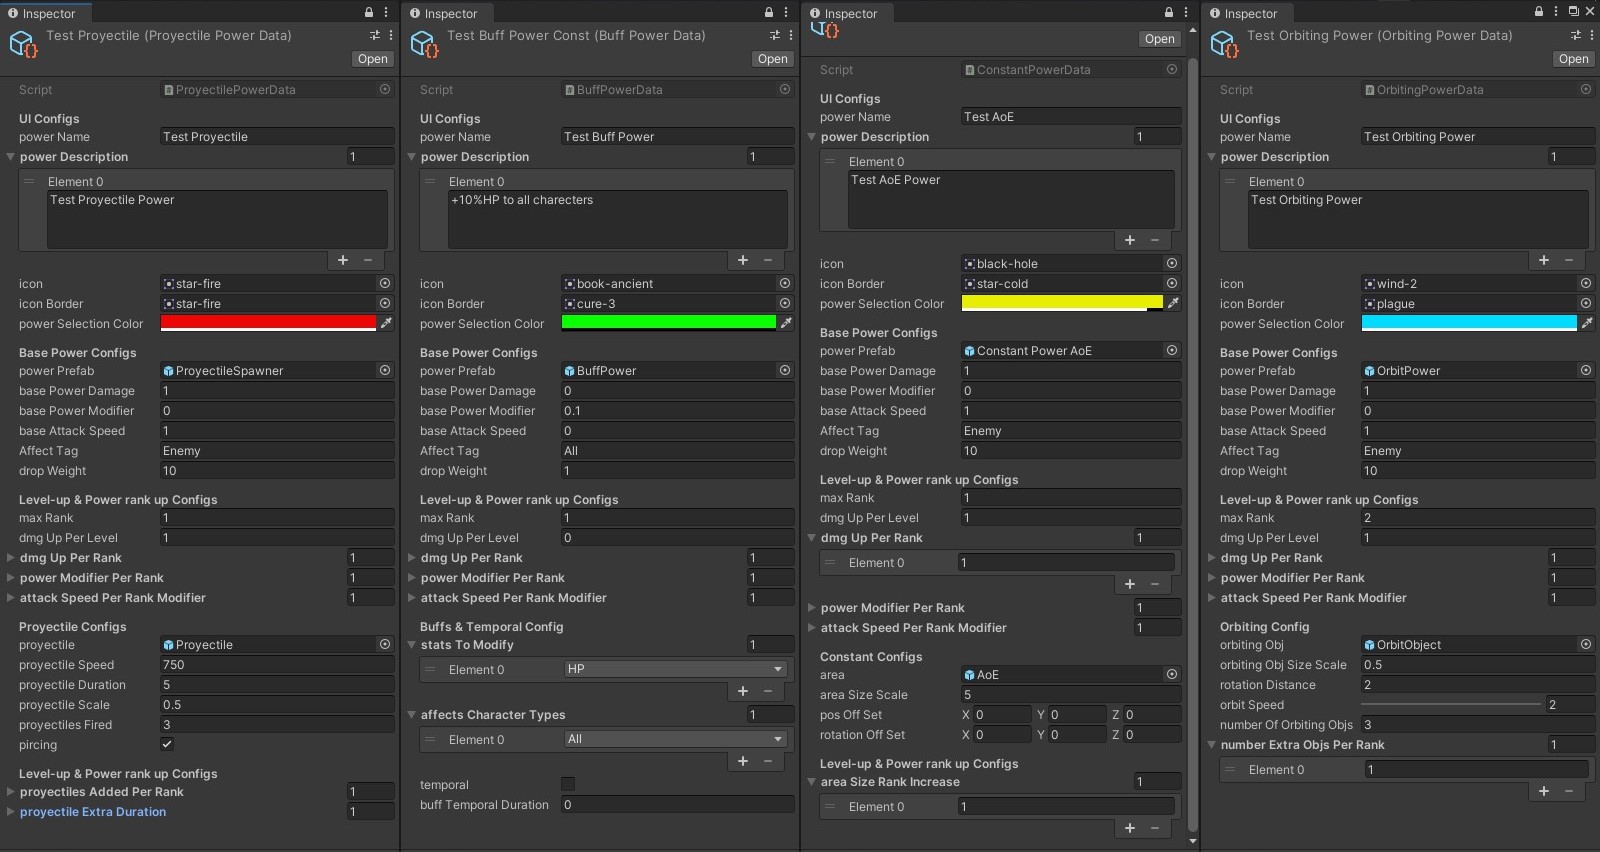 Inspector
Test Proyectile (Proyectile Power Data)
Open
Script ProyectilePowerData
UI Configs
power Name Test Proyectile
power Description 1
Element 0
Test Proyectile Power
icon star-fire
icon Border star-fire
power Selection Color
Base Power Configs
power Prefab ProyectileSpawner
base Power Damage 1
base Power Modifier 0
base Attack Speed 1
Affect Tag Enemy
drop Weight 10
Level-up & Power rank up Configs
max Rank 1
dmg Up Per Level 1
dmg Up Per Rank 1
power Modifier Per Rank 1
attack Speed Per Rank Modifier 1
Proyectile Configs
proyectile Proyectile
proyectile Speed 750
proyectile Duration 5
proyectile Scale 0.5
proyectiles Fired 3
pircing
Level-up & Power rank up Configs
proyectiles Added Per Rank 1
proyectile Extra Duration 1
Inspector
Test Buff Power Const (Buff Power Data)
Open
Script BuffPowerData
UI Configs
power Name Test Buff Power
power Description 1
Element 0
+10%HP to all charecters
icon book-ancient
icon Border cure-3
power Selection Color
Base Power Configs
power Prefab BuffPower
base Power Damage 0
base Power Modifier 0.1
base Attack Speed 0
Affect Tag All
drop Weight 1
Level-up & Power rank up Configs
max Rank 1
dmg Up Per Level 0
dmg Up Per Rank 1
power Modifier Per Rank 1
attack Speed Per Rank Modifier 1
Buffs & Temporal Config
stats To Modify 1
Element 0 HP
affects Character Types 1
Element 0 All
temporal
buff Temporal Duration 0
Inspector
Open
Script ConstantPowerData
UI Configs
power Name Test AoE
power Description 1
Element 0
Test AoE Power
icon black-hole
icon Border star-cold
power Selection Color
Base Power Configs
power Prefab Constant Power AoE
base Power Damage 1
base Power Modifier 0
base Attack Speed 1
Affect Tag Enemy
drop Weight 10
Level-up & Power rank up Configs
max Rank 1
dmg Up Per Level 1
dmg Up Per Rank 1
Element 0 1
power Modifier Per Rank 1
attack Speed Per Rank Modifier 1
Constant Configs
area AoE
area Size Scale 5
pos Off Set X 0 Y 0 Z 0
rotation Off Set X 0 Y 0 Z 0
Level-up & Power rank up Configs
area Size Rank Increase 1
Element 0 1
Inspector
Test Orbiting Power (Orbiting Power Data)
Open
Script OrbitingPowerData
UI Configs
power Name Test Orbiting Power
power Description 1
Element 0
Test Orbiting Power
icon wind-2
icon Border plague
power Selection Color
Base Power Configs
power Prefab OrbitPower
base Power Damage 1
base Power Modifier 0
base Attack Speed 1
Affect Tag Enemy
drop Weight 10
Level-up & Power rank up Configs
max Rank 2
dmg Up Per Level 1
dmg Up Per Rank 1
power Modifier Per Rank 1
attack Speed Per Rank Modifier 1
Orbiting Config
orbiting Obj OrbitObject
orbiting Obj Size Scale 0.5
rotation Distance 2
orbit Speed 2
number Of Orbiting Objs 3
number Extra Objs Per Rank 1
Element 0 1